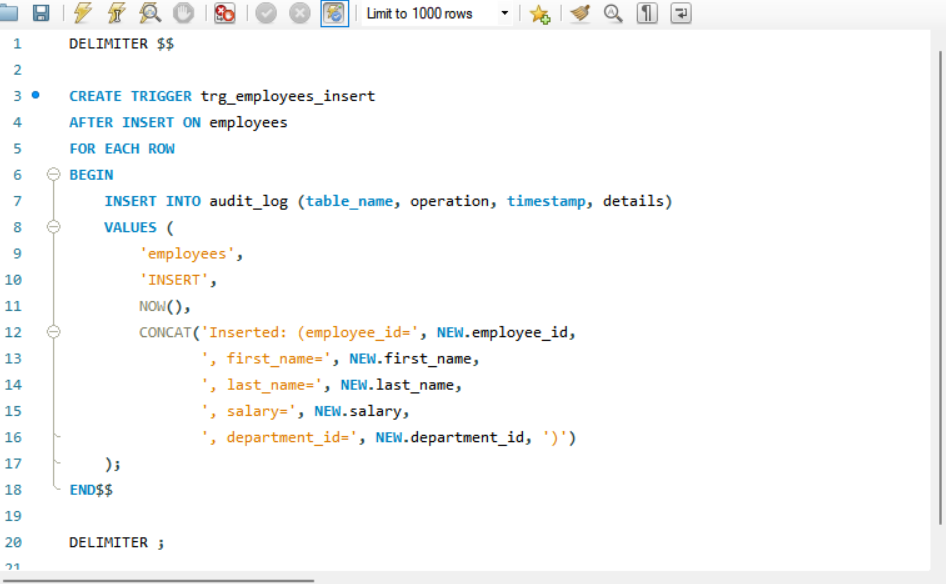 Limit to 1000 rows
1 DELIMITER $$
2
3 CREATE TRIGGER trg_employees_insert
4 AFTER INSERT ON employees
5 FOR EACH ROW
6 BEGIN
7 INSERT INTO audit_log (table_name, operation, timestamp, details)
8 VALUES (
9 'employees',
10 'INSERT',
11 NOW(),
12 CONCAT('Inserted: (employee_id=', NEW.employee_id,
13 ', first_name=', NEW.first_name,
14 ', last_name=', NEW.last_name,
15 ', salary=', NEW.salary,
16 ', department_id=', NEW.department_id, ')')
17 );
18 END$$
19
20 DELIMITER ;
21